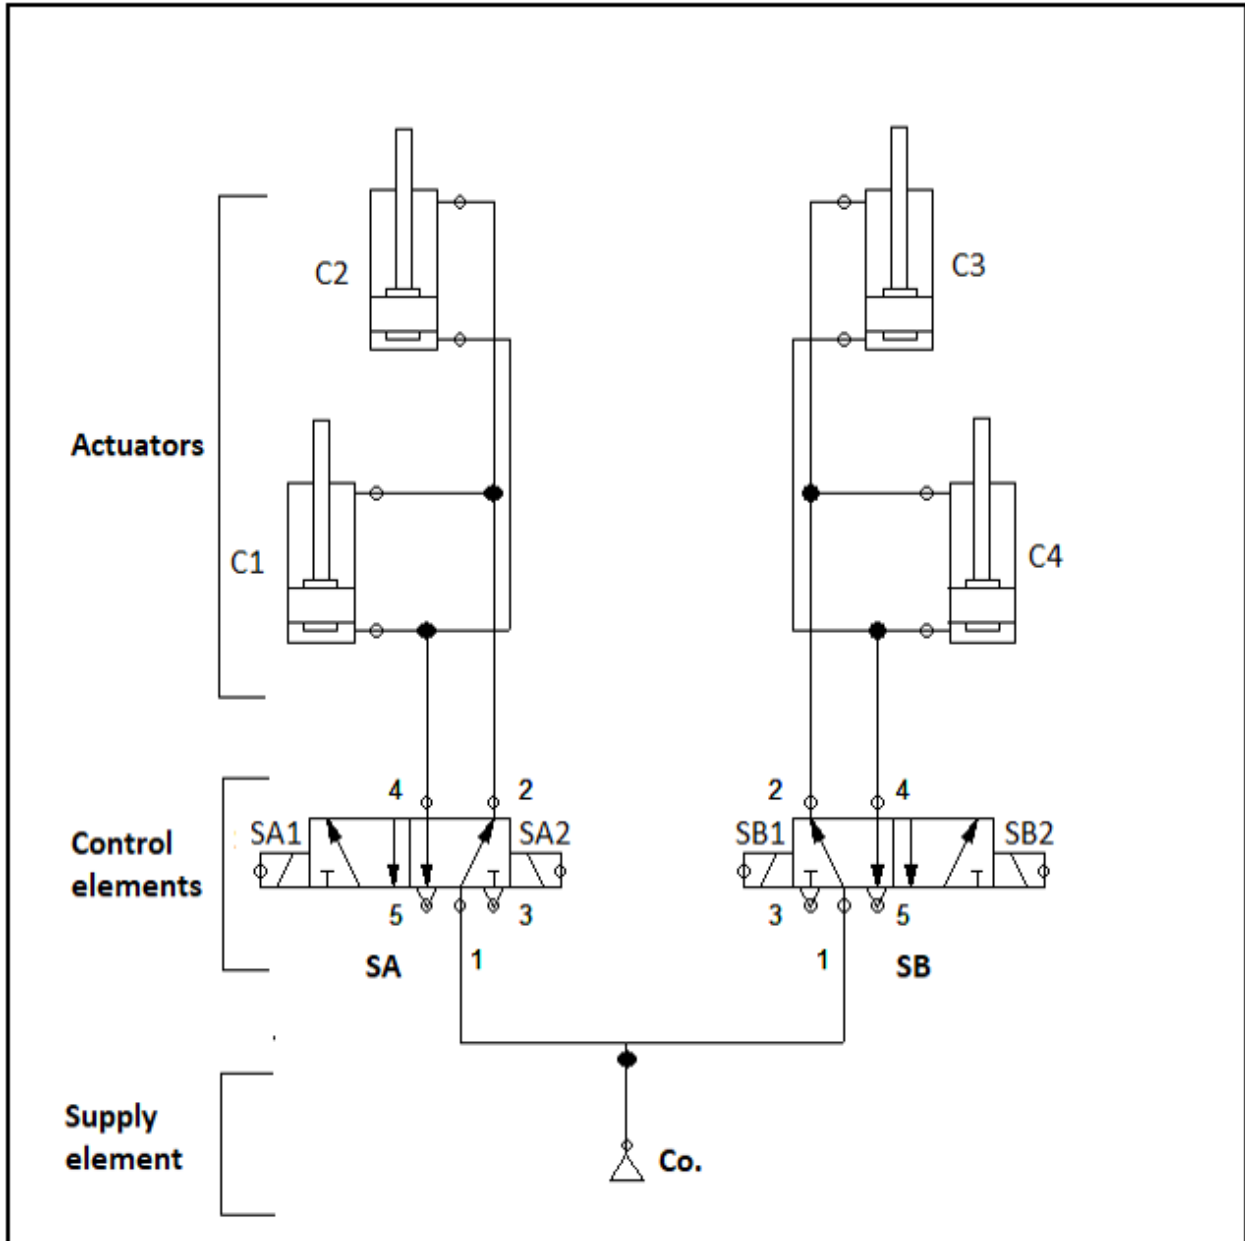 C2
C3
Actuators
C1
C4
4
2
2
4
SA1
SA2
SB1
SB2
Control
elements
5
3
3
5
SA
1
1
SB
Supply
element
Co.